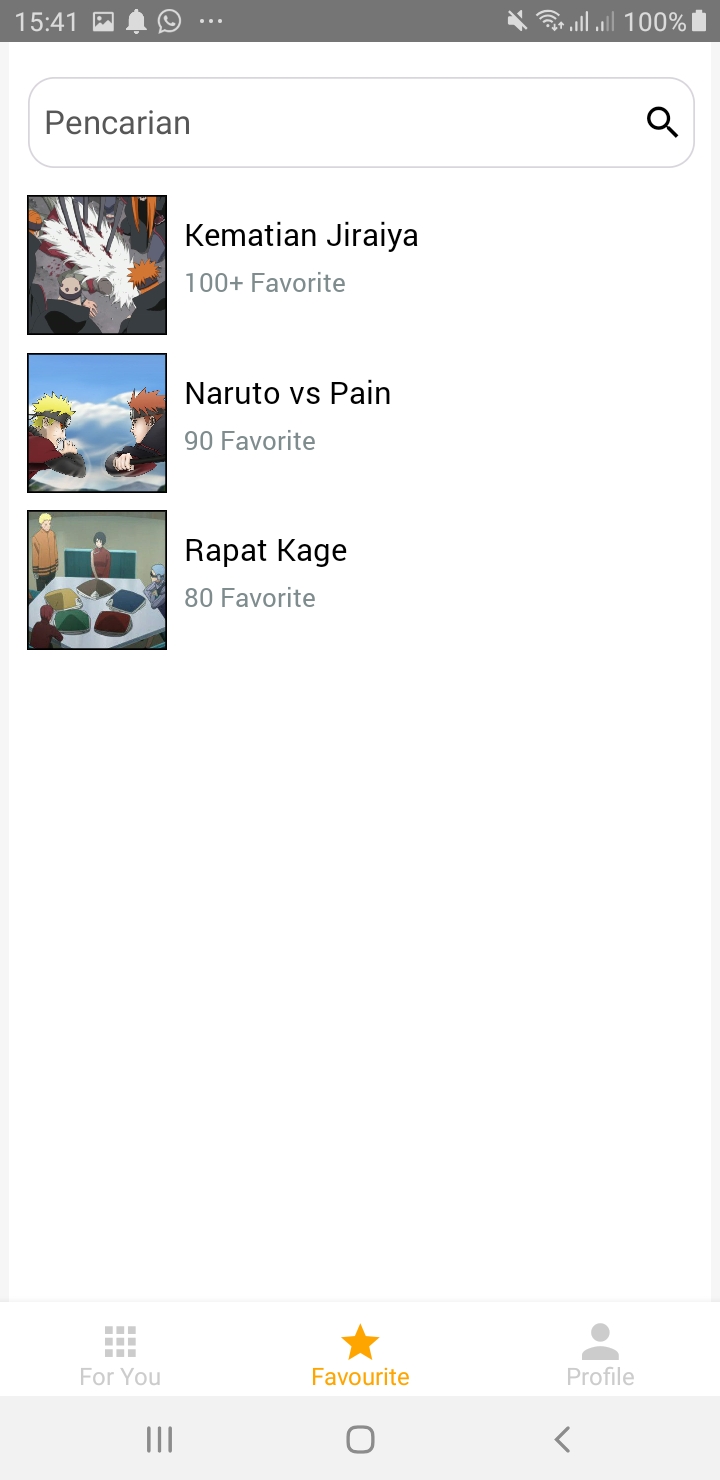 15:41 100%
Pencarian
Kematian Jiraiya
100+ Favorite
Naruto vs Pain
90 Favorite
Rapat Kage
80 Favorite
For You Favourite Profile